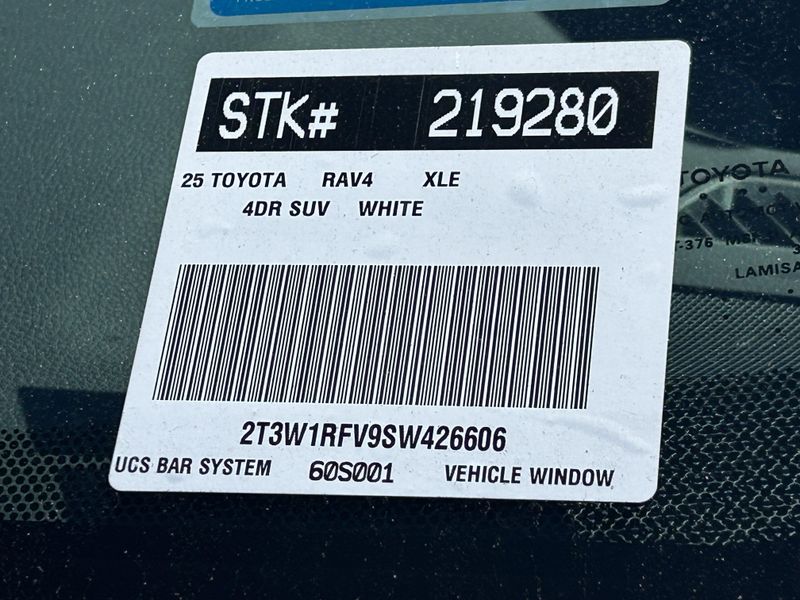 STK# 219280
25 TOYOTA RAV4 XLE
4DR SUV WHITE
2T3W1RFV9SW426606
UCS BAR SYSTEM 60S001 VEHICLE WINDOW
TOYOTA
LAMISA